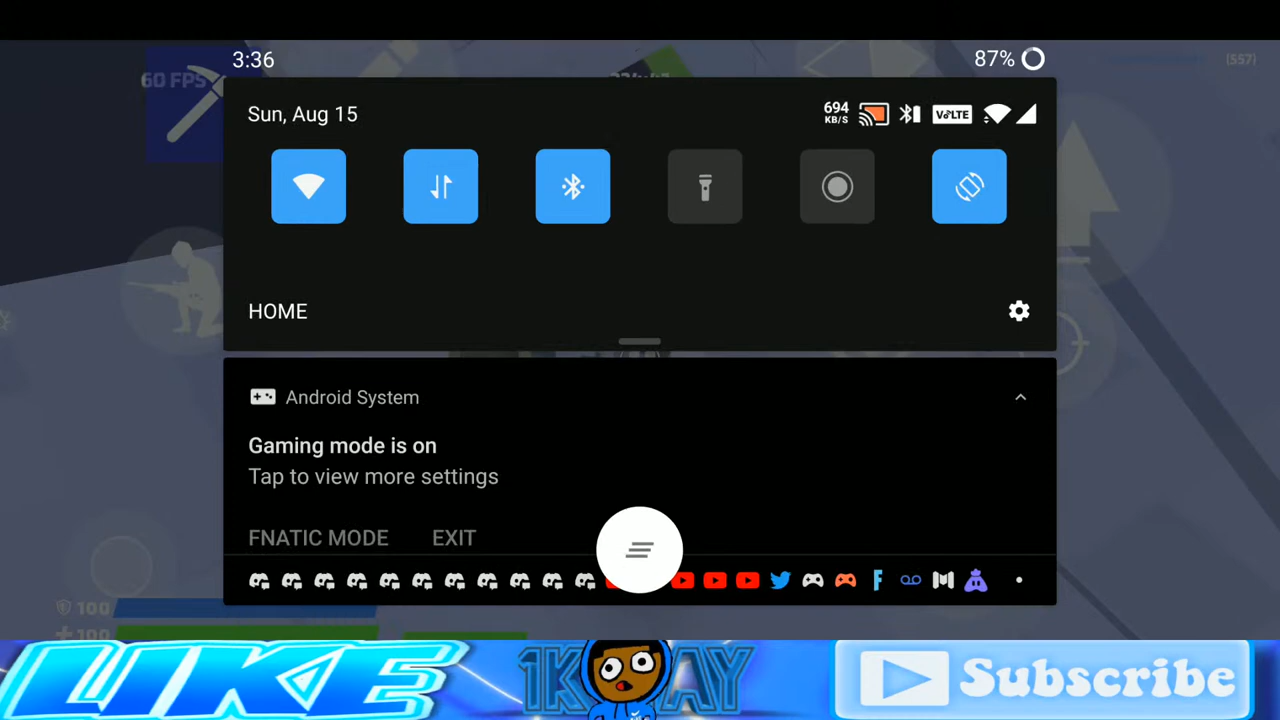 3:36
87%
60 FPS
(557)
Sun, Aug 15
694
KB/S
VoLTE
HOME
Android System
Gaming mode is on
Tap to view more settings
FNATIC MODE EXIT
100
+100
LIKE
Subscribe